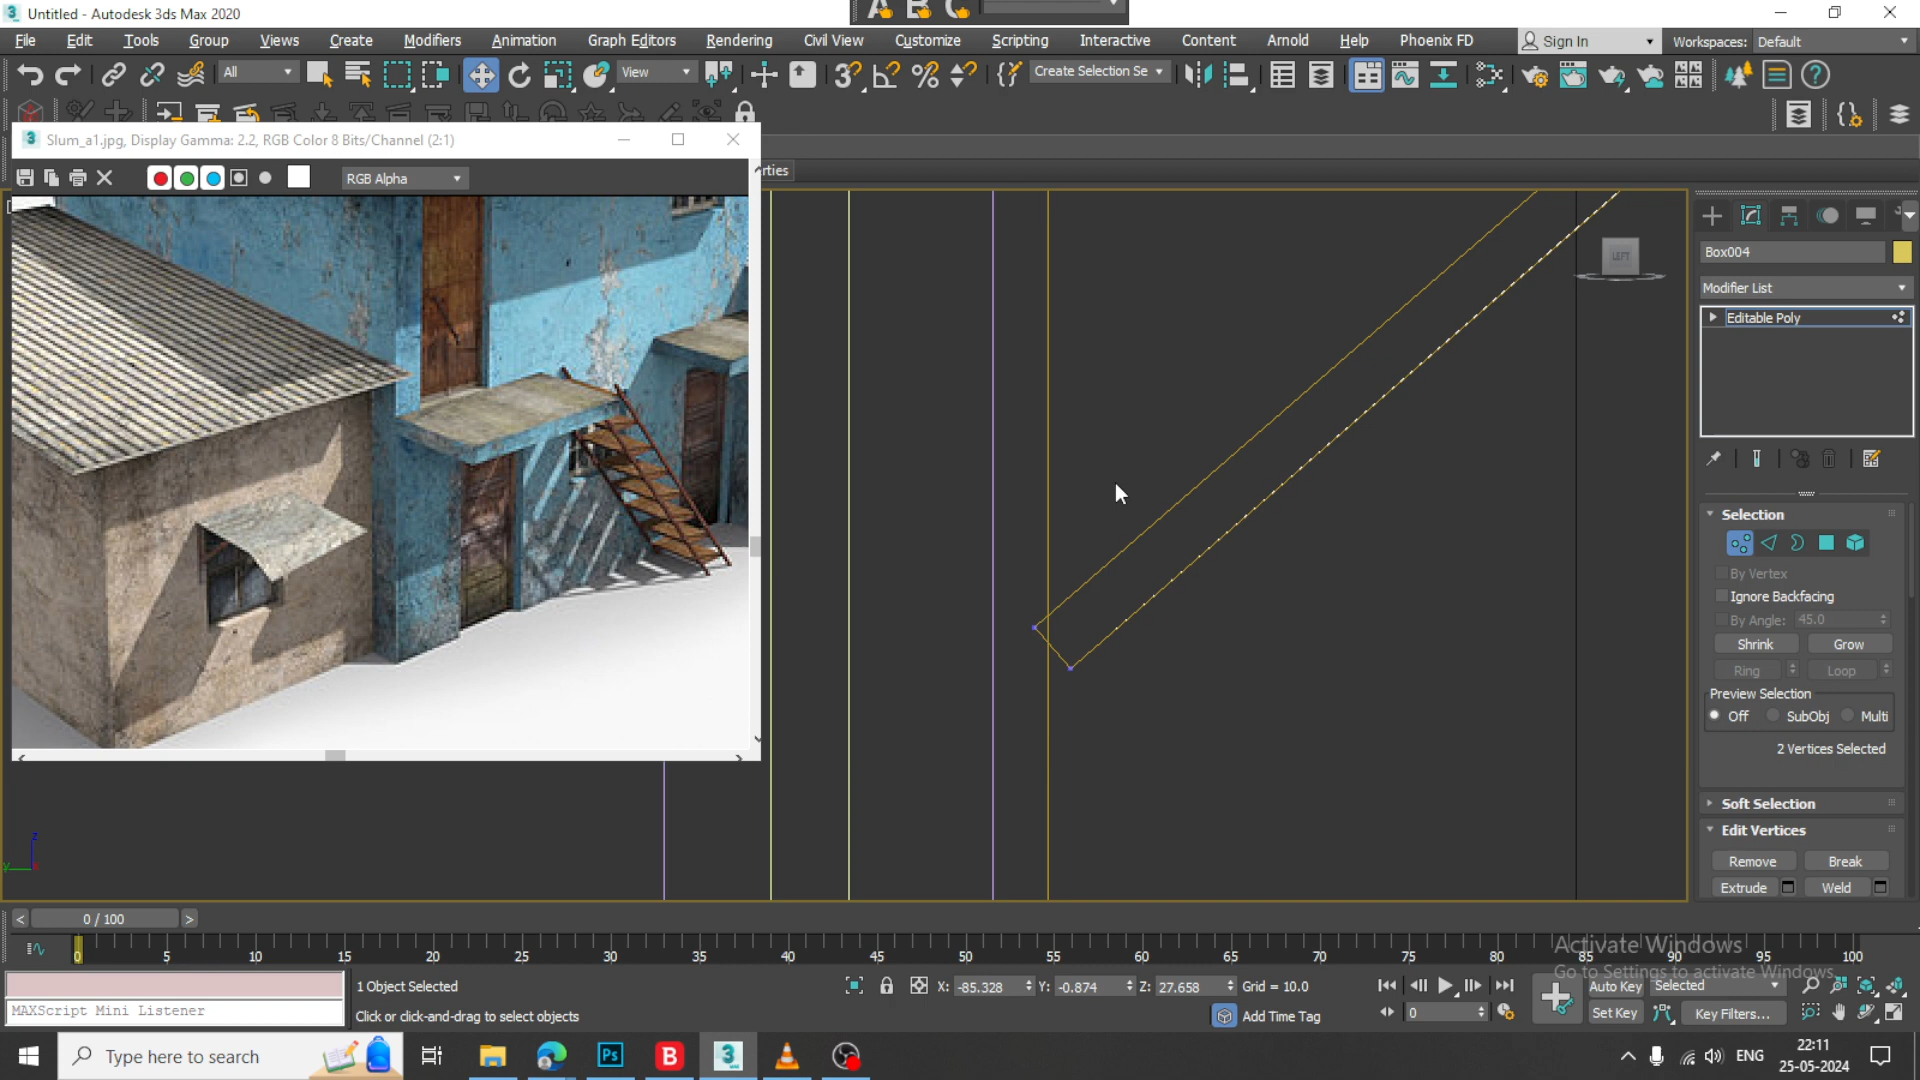 Untitled - Autodesk 3ds Max 2020
File Edit Tools Group Views Create Modifiers Animation Graph Editors Rendering Civil View Customize Scripting Interactive Content Arnold Help Phoenix FD
Sign In Workspaces: Default
All View Create Selection Se
Slum_a1.jpg, Display Gamma: 2.2, RGB Color 8 Bits/Channel (2:1)
RGB Alpha
rties
LEFT
Box004
Modifier List
Editable Poly
Selection
By Vertex
Ignore Backfacing
By Angle: 45.0
Shrink Grow
Ring Loop
Preview Selection
Off SubObj Multi
2 Vertices Selected
Soft Selection
Edit Vertices
Remove Break
Extrude Weld
z
y x
< 0 / 100 >
0 5 10 15 20 25 30 35 40 45 50 55 60 65 70 75 80 85 90 95 100
Activate Windows
Go to Settings to activate Windows.
1 Object Selected X: -85.328 Y: -0.874 Z: 27.658 Grid = 10.0 Auto Key Selected
MAXScript Mini Listener Click or click-and-drag to select objects Add Time Tag 0 Set Key Key Filters...
Type here to search Ps B 3 ENG 22:11
25-05-2024